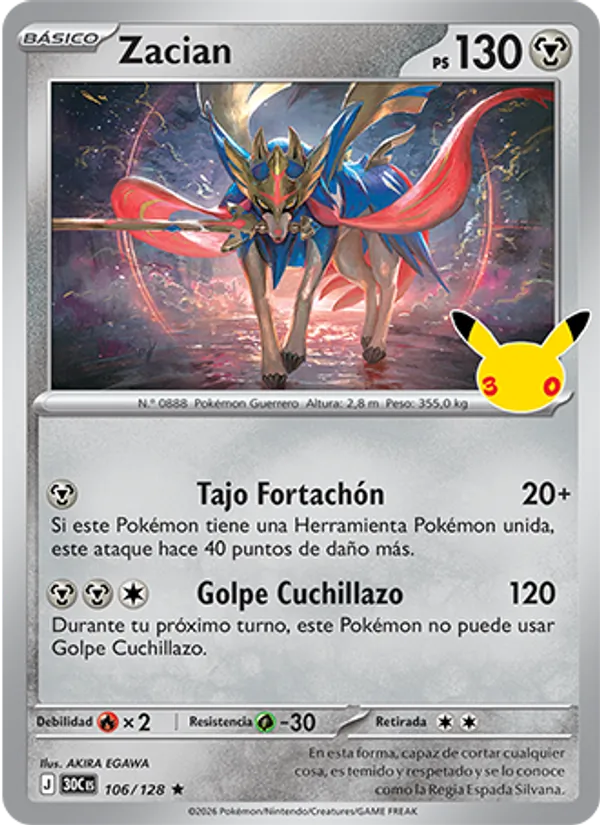 BÁSICO Zacian PS 130
30
N.º 0888 Pokémon Guerrero Altura: 2,8 m Peso: 355,0 kg
Tajo Fortachón 20+
Si este Pokémon tiene una Herramienta Pokémon unida,
este ataque hace 40 puntos de daño más.
Golpe Cuchillazo 120
Durante tu próximo turno, este Pokémon no puede usar
Golpe Cuchillazo.
Debilidad ×2 Resistencia -30 Retirada
Ilus. AKIRA EGAWA
J 30C ES 106/128 ★
En esta forma, capaz de cortar cualquier
cosa, es temido y respetado y se lo conoce
como la Regia Espada Silvana.
©2026 Pokémon/Nintendo/Creatures/GAME FREAK